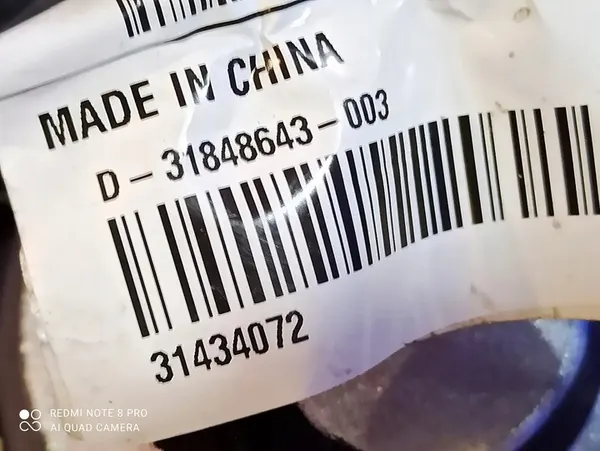 MADE IN CHINA
D-31848643-003
31434072
REDMI NOTE 8 PRO
AI QUAD CAMERA